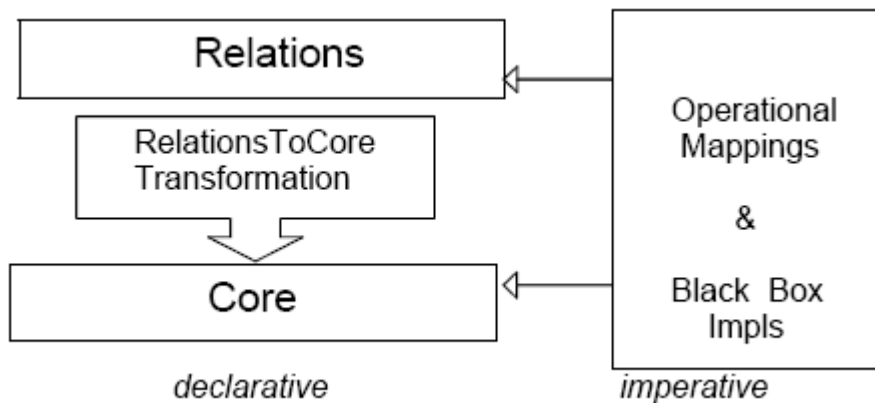 Relations
RelationsToCore
Transformation
Core
declarative
Operational
Mappings
&
Black Box
Impls
imperative